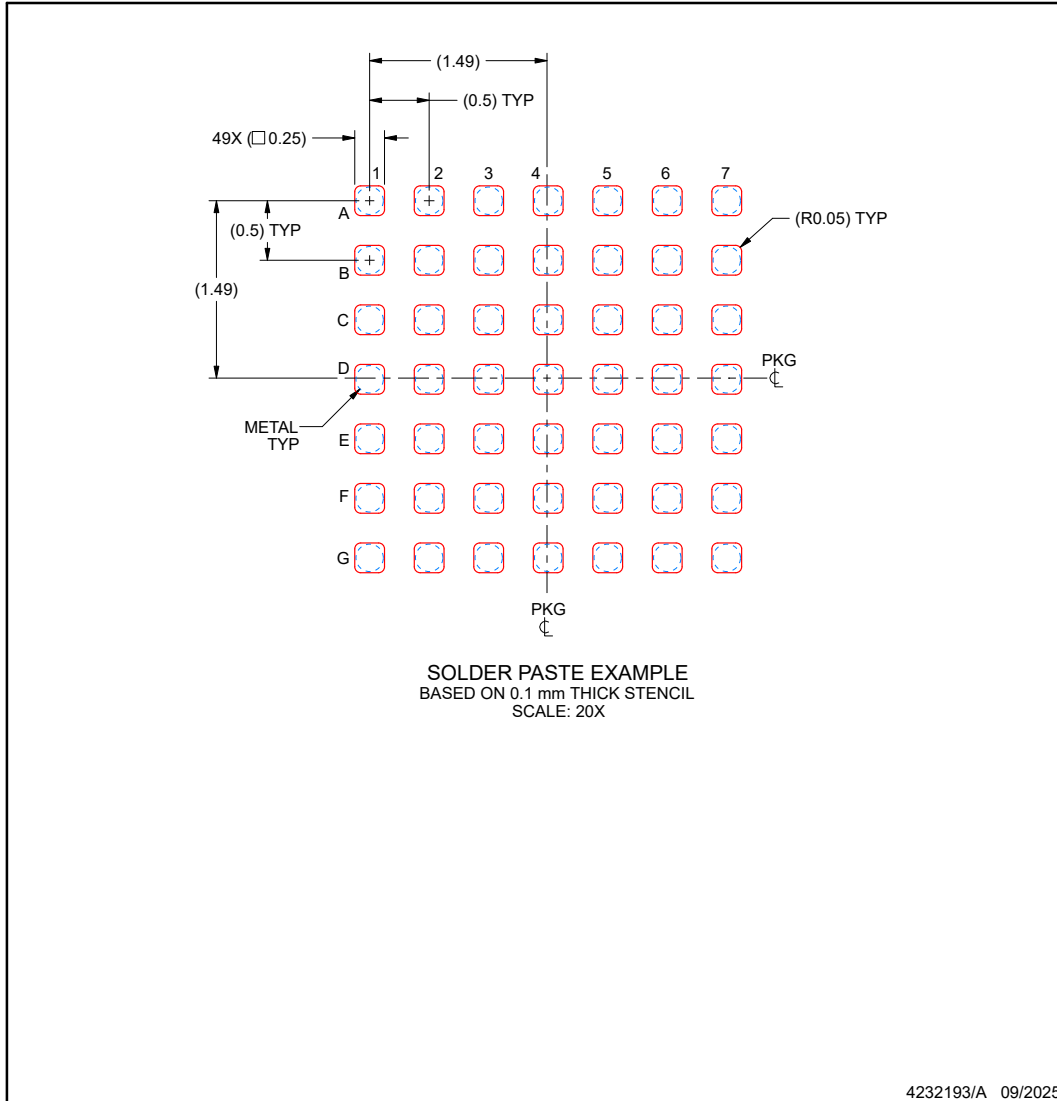 (1.49)
(0.5) TYP
49X (□ 0.25)
1 2 3 4 5 6 7
A
(R0.05) TYP
(0.5) TYP
B
(1.49)
C
D
PKG
℄
METAL
TYP
E
F
G
PKG
℄
SOLDER PASTE EXAMPLE
BASED ON 0.1 mm THICK STENCIL
SCALE: 20X
4232193/A 09/2025